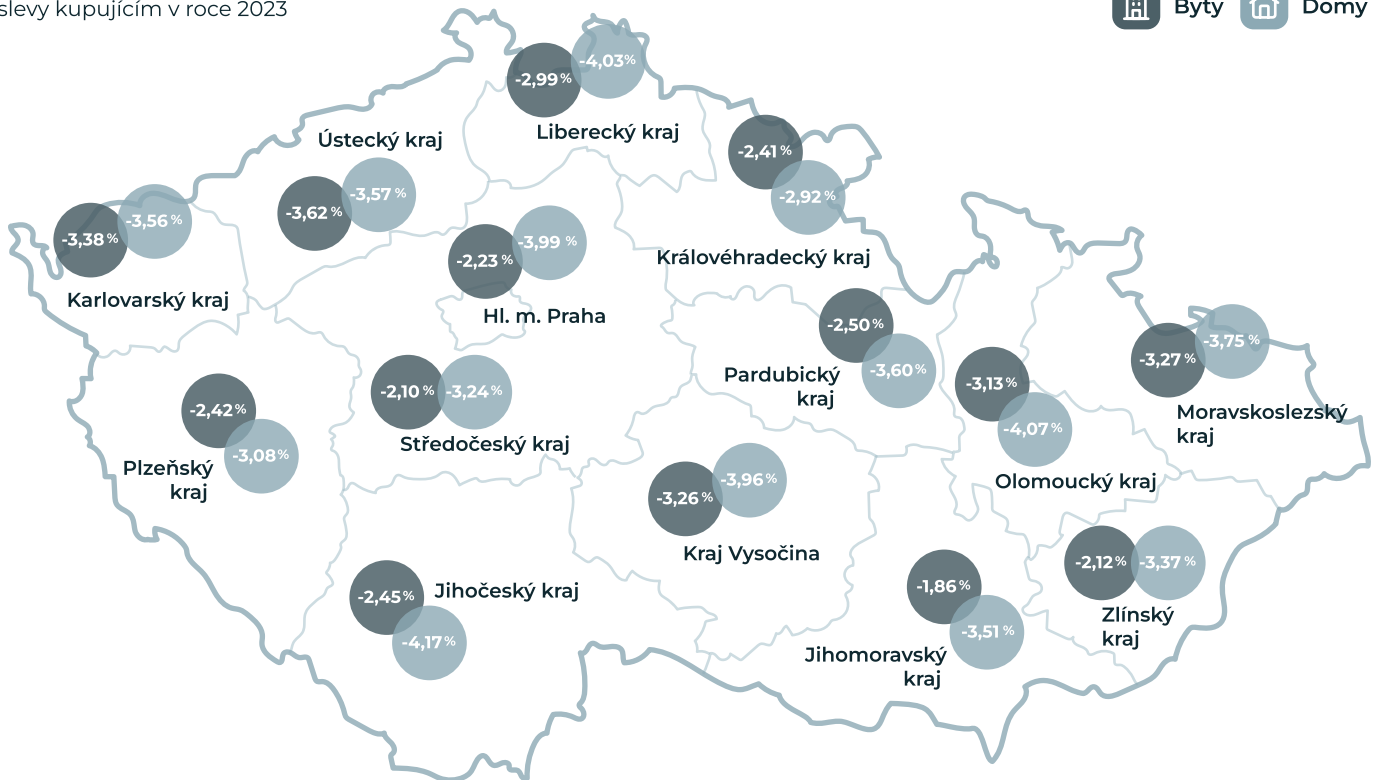 slevy kupujícím v roce 2023
Byty
Domy
-2,99 %
-4,03%
Liberecký kraj
Ústecký kraj
-3,62 %
-3,57 %
-2,41 %
-2,92 %
Královéhradecký kraj
-3,38 %
-3,56 %
Karlovarský kraj
-2,23 %
-3,99 %
Hl. m. Praha
-2,50 %
-3,60 %
Pardubický
kraj
-3,27 %
-3,75 %
Moravskoslezský
kraj
-2,42 %
-3,08 %
Plzeňský
kraj
-2,10 %
-3,24 %
Středočeský kraj
-3,13 %
-4,07 %
Olomoucký kraj
-3,26 %
-3,96 %
Kraj Vysočina
-2,45 %
-4,17 %
Jihočeský kraj
-1,86 %
-3,51 %
Jihomoravský
kraj
-2,12 %
-3,37 %
Zlínský
kraj